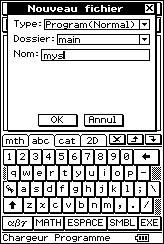 Nouveau fichier
Type: Program(Normal)
Dossier: main
Nom: mys
OK Annul
mth abc cat 2D
1 2 3 4 5 6 7 8 9 0
q w e r t y u i o p -
a s d f g h j k l ; \
z x c v b n m , . /
αβγ MATH ESPACE SMBL EXE
Chargeur Programme